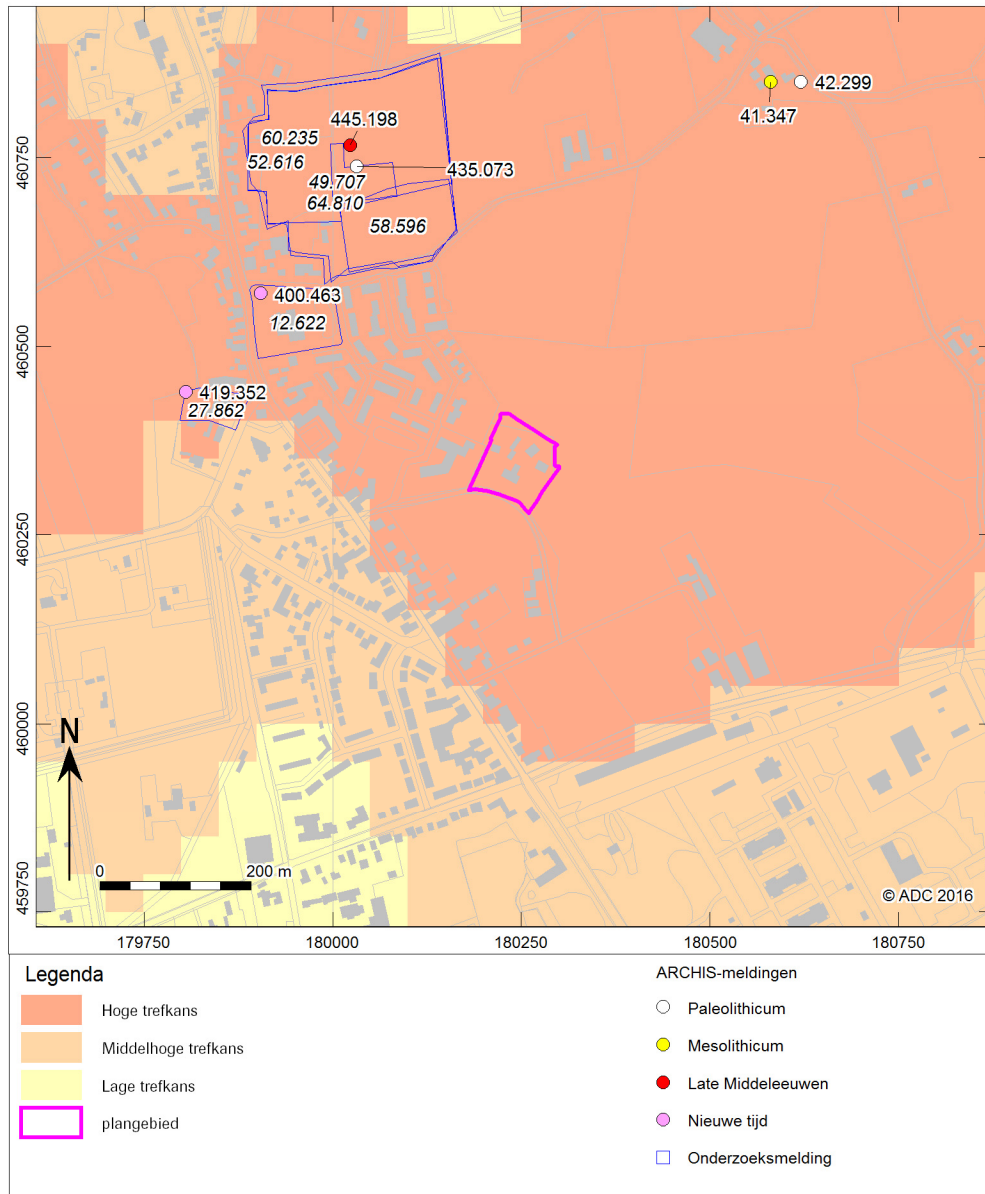 42.299
41.347
445.198
60.235
52.616
435.073
49.707
64.810
58.596
400.463
12.622
419.352
27.862
460750
460500
460250
460000
459750
N
0 200 m
© ADC 2016
179750 180000 180250 180500 180750
Legenda
Hoge trefkans
Middelhoge trefkans
Lage trefkans
plangebied
ARCHIS-meldingen
Paleolithicum
Mesolithicum
Late Middeleeuwen
Nieuwe tijd
Onderzoeksmelding